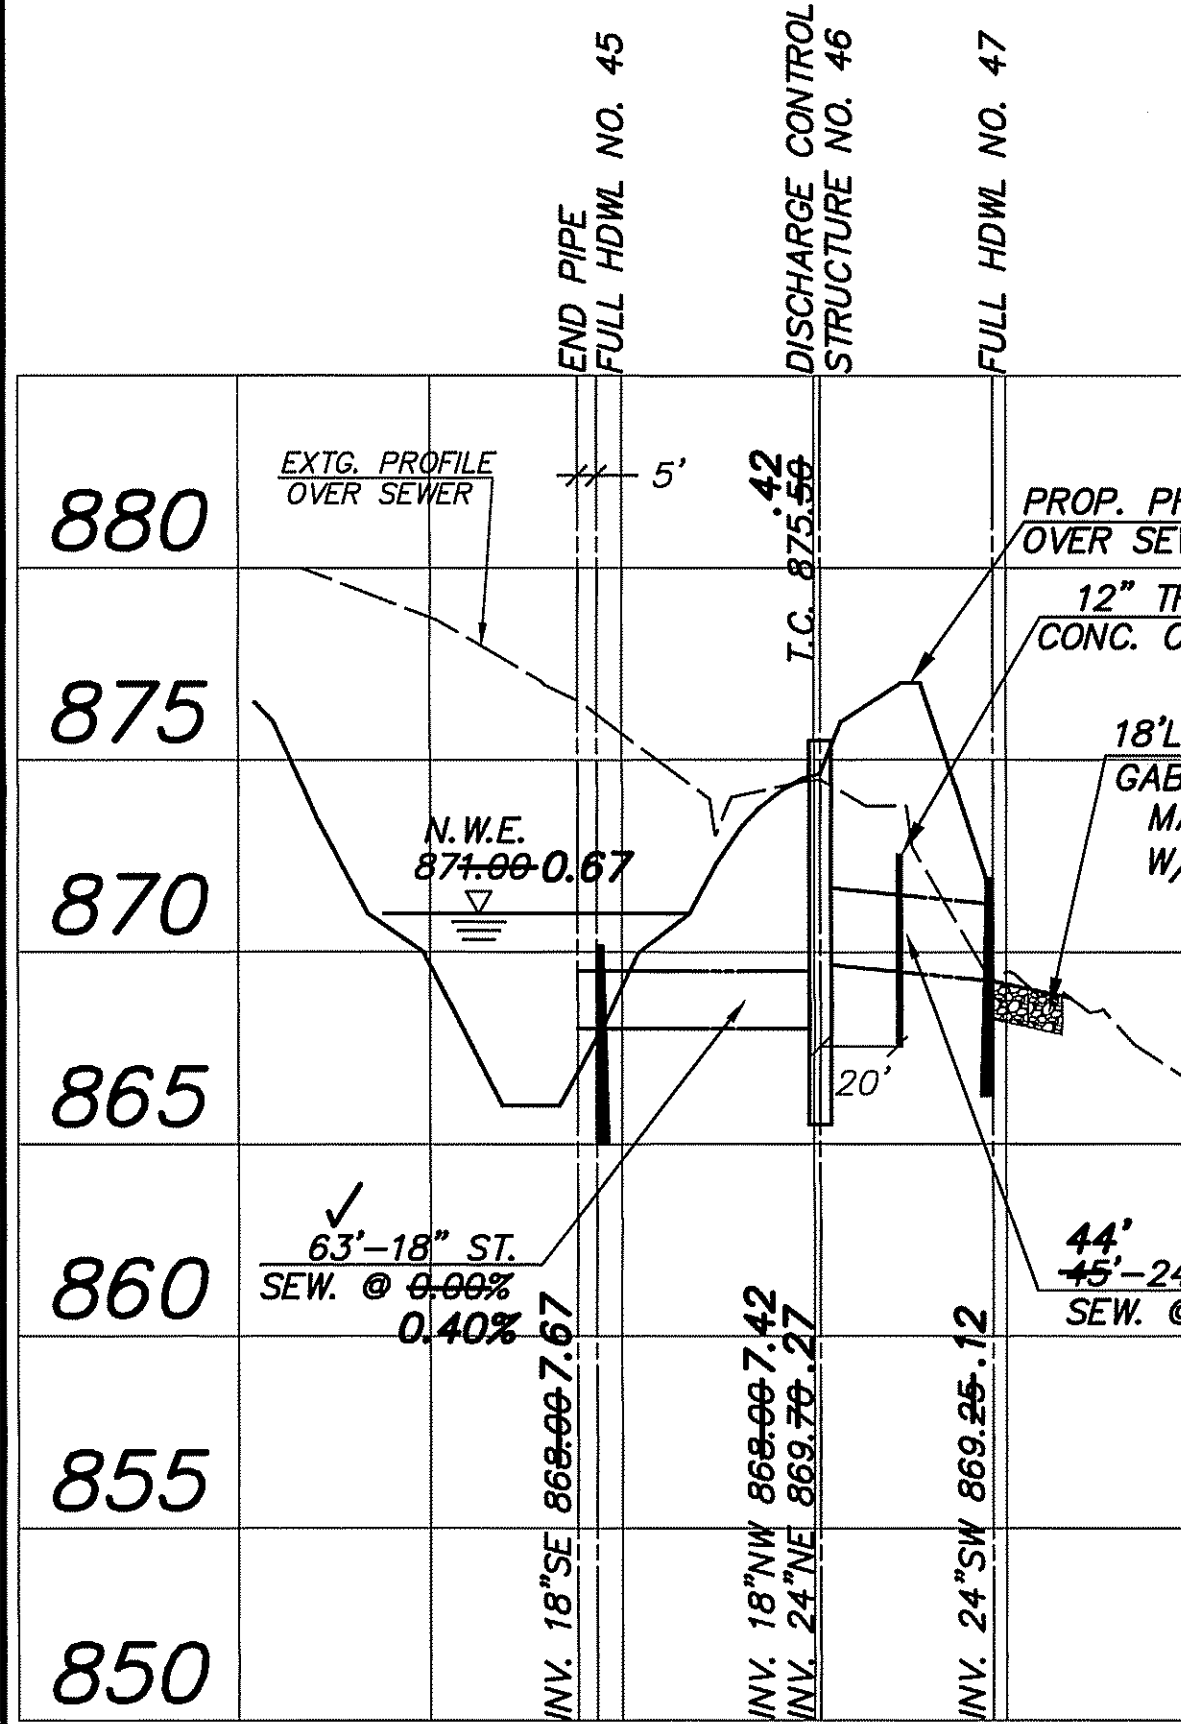 END PIPE
FULL HDWL NO. 45
DISCHARGE CONTROL
STRUCTURE NO. 46
FULL HDWL NO. 47
EXTG. PROFILE
OVER SEWER
5'
.42
T.C. 875.50
880
PROP. PR
OVER SEW
12" TH
CONC. C
875
18'L
GAB
MA
W/
N.W.E.
871.00 0.67
870
865
20'
63'-18" ST.
SEW. @ 0.00%
0.40%
860
44'
45'-24
SEW. @
855
850
INV. 18"SE 868.00 7.67
INV. 18"NW 868.00 7.42
INV. 24"NE 869.70 .27
INV. 24"SW 869.25 .12